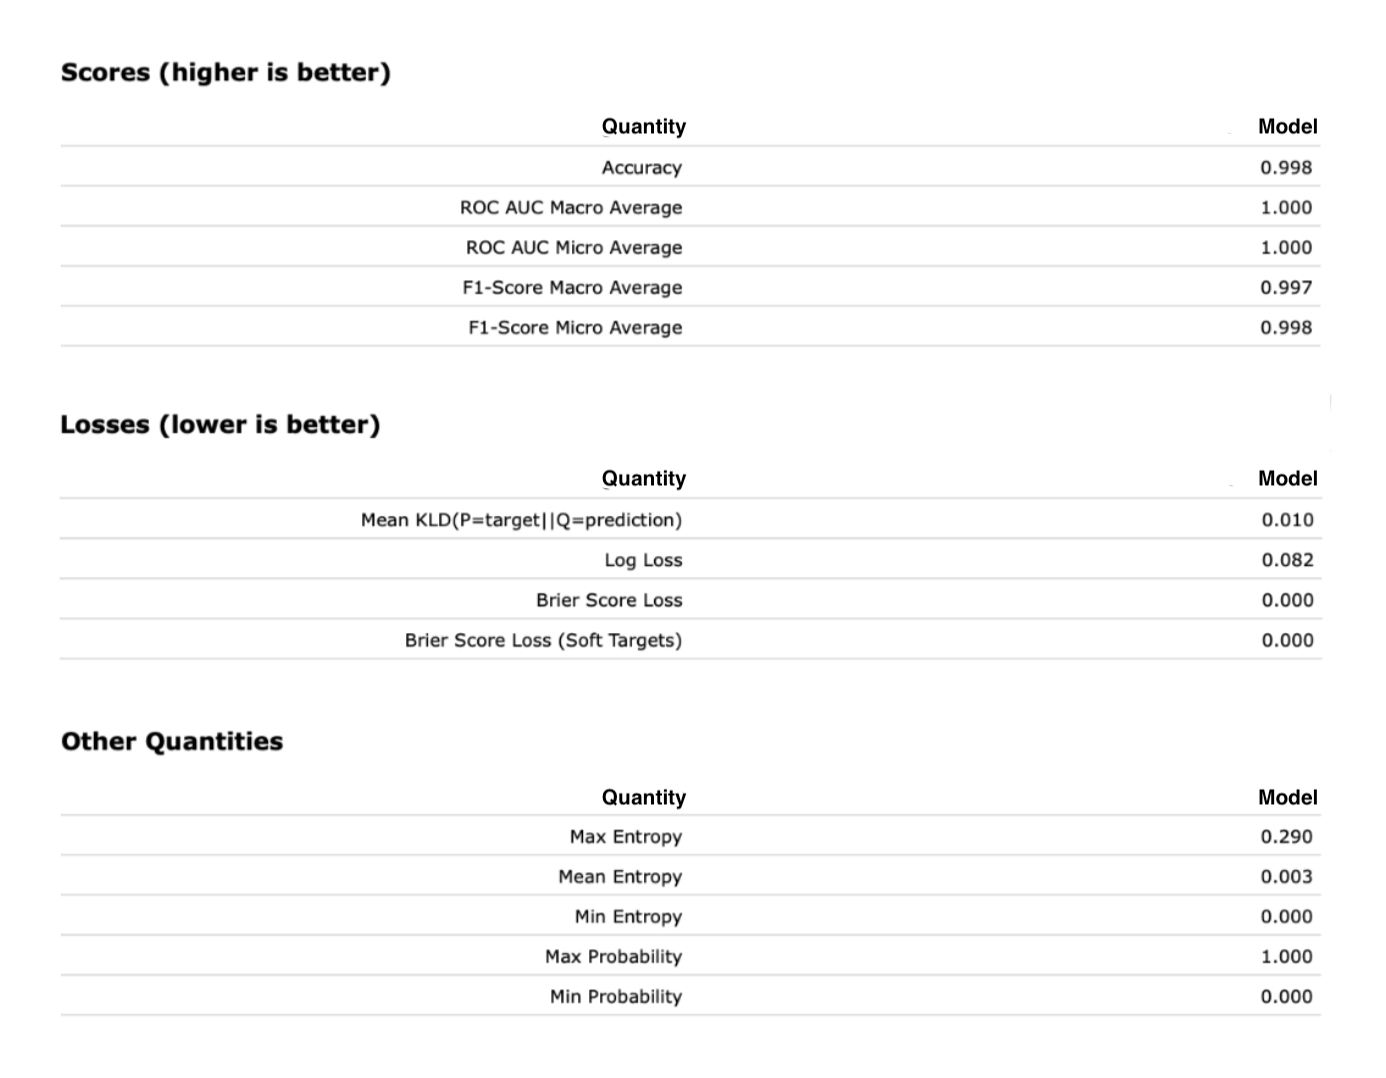 Scores (higher is better)
Quantity Model
Accuracy 0.998
ROC AUC Macro Average 1.000
ROC AUC Micro Average 1.000
F1-Score Macro Average 0.997
F1-Score Micro Average 0.998
Losses (lower is better)
Quantity Model
Mean KLD(P=target||Q=prediction) 0.010
Log Loss 0.082
Brier Score Loss 0.000
Brier Score Loss (Soft Targets) 0.000
Other Quantities
Quantity Model
Max Entropy 0.290
Mean Entropy 0.003
Min Entropy 0.000
Max Probability 1.000
Min Probability 0.000